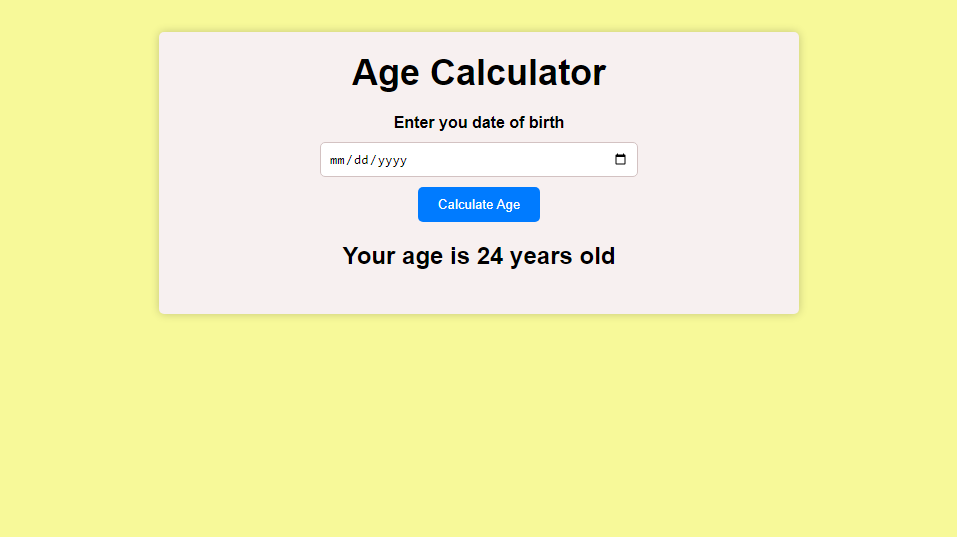 Age Calculator
Enter you date of birth
mm/dd/yyyy
Calculate Age
Your age is 24 years old